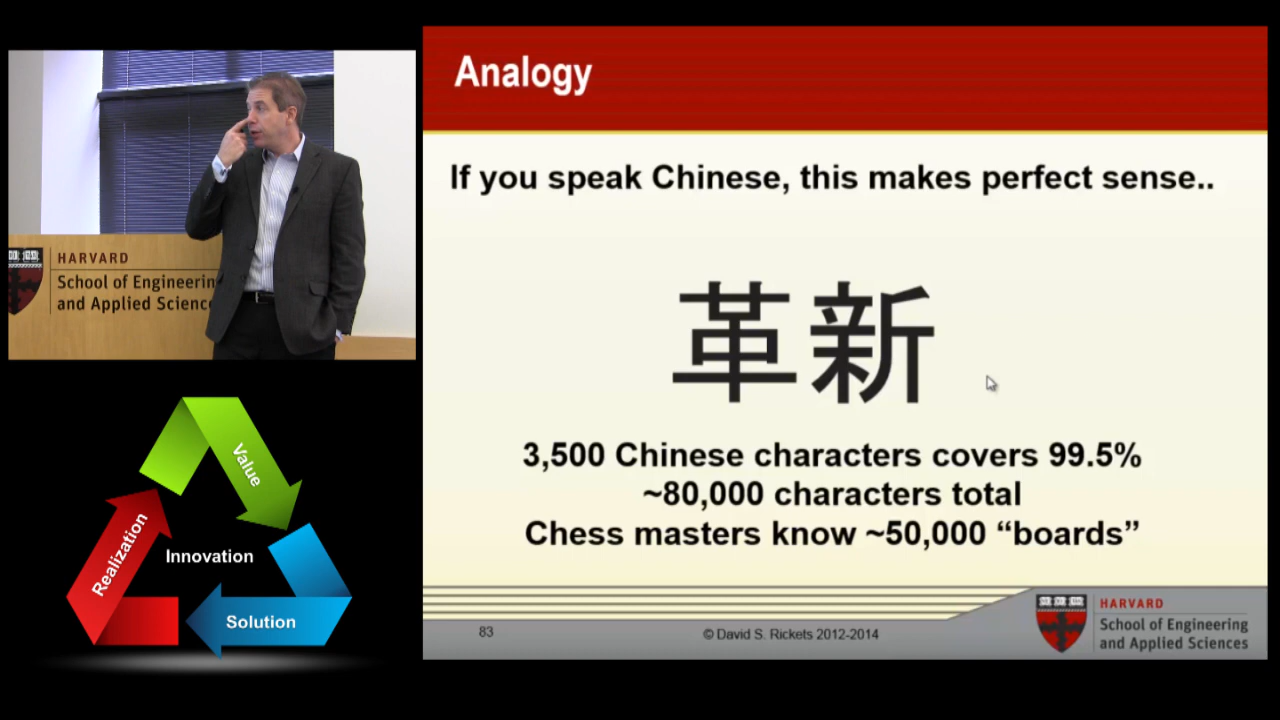 HARVARD
School of Engineerin
and Applied Science
Value
Realization
Innovation
Solution
Analogy
If you speak Chinese, this makes perfect sense..
革新
3,500 Chinese characters covers 99.5%
~80,000 characters total
Chess masters know ~50,000 “boards”
83
© David S. Rickets 2012-2014
HARVARD
School of Engineering
and Applied Sciences